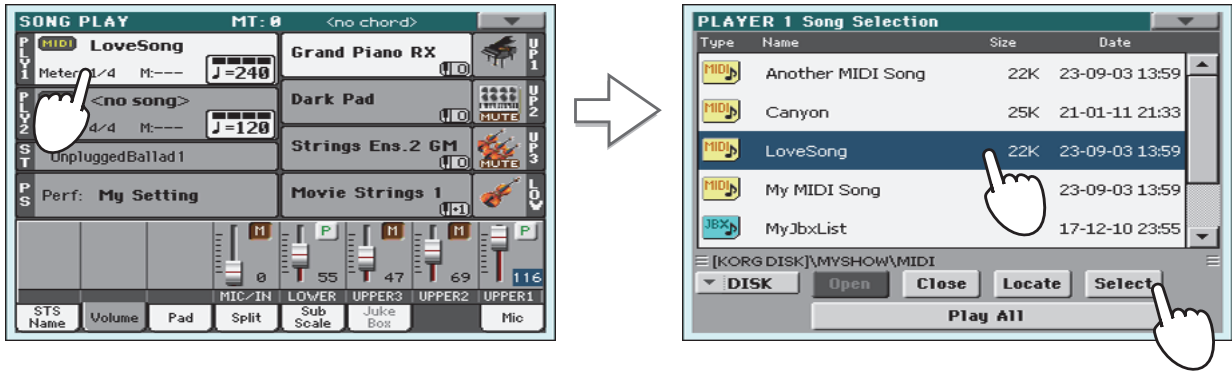 SONG PLAY MT: 0 <no chord>
PLY1 MIDI LoveSong
Meter 1/4 M:--- ♩=240
PLY2 <no song>
4/4 M:--- ♩=120
ST UnpluggedBallad1
PS Perf: My Setting
Grand Piano RX UP1
0
Dark Pad UP2
MUTE
Strings Ens.2 GM UP3
0 MUTE
Movie Strings 1 LOW
+1
M P M M P
0 55 47 69 116
MIC/IN LOWER UPPER3 UPPER2 UPPER1
STS Name Volume Pad Split Sub Scale Juke Box Mic
PLAYER 1 Song Selection
Type Name Size Date
MIDI Another MIDI Song 22K 23-09-03 13:59
MIDI Canyon 25K 21-01-11 21:33
MIDI LoveSong 22K 23-09-03 13:59
MIDI My MIDI Song 23-09-03 13:59
JBX MyJbxList 17-12-10 23:55
[KORG DISK]\MYSHOW\MIDI
DISK Open Close Locate Select
Play All